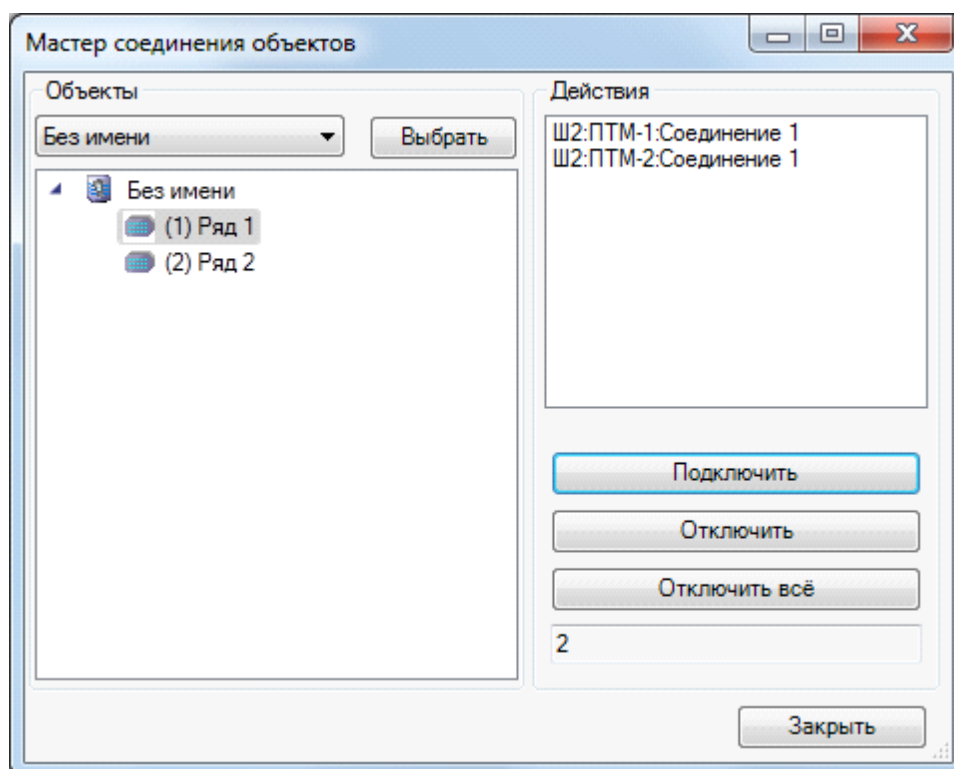 Мастер соединения объектов
Объекты
Без имени
Выбрать
Без имени
(1) Ряд 1
(2) Ряд 2
Действия
Ш2:ПТМ-1:Соединение 1
Ш2:ПТМ-2:Соединение 1
Подключить
Отключить
Отключить всё
2
Закрыть